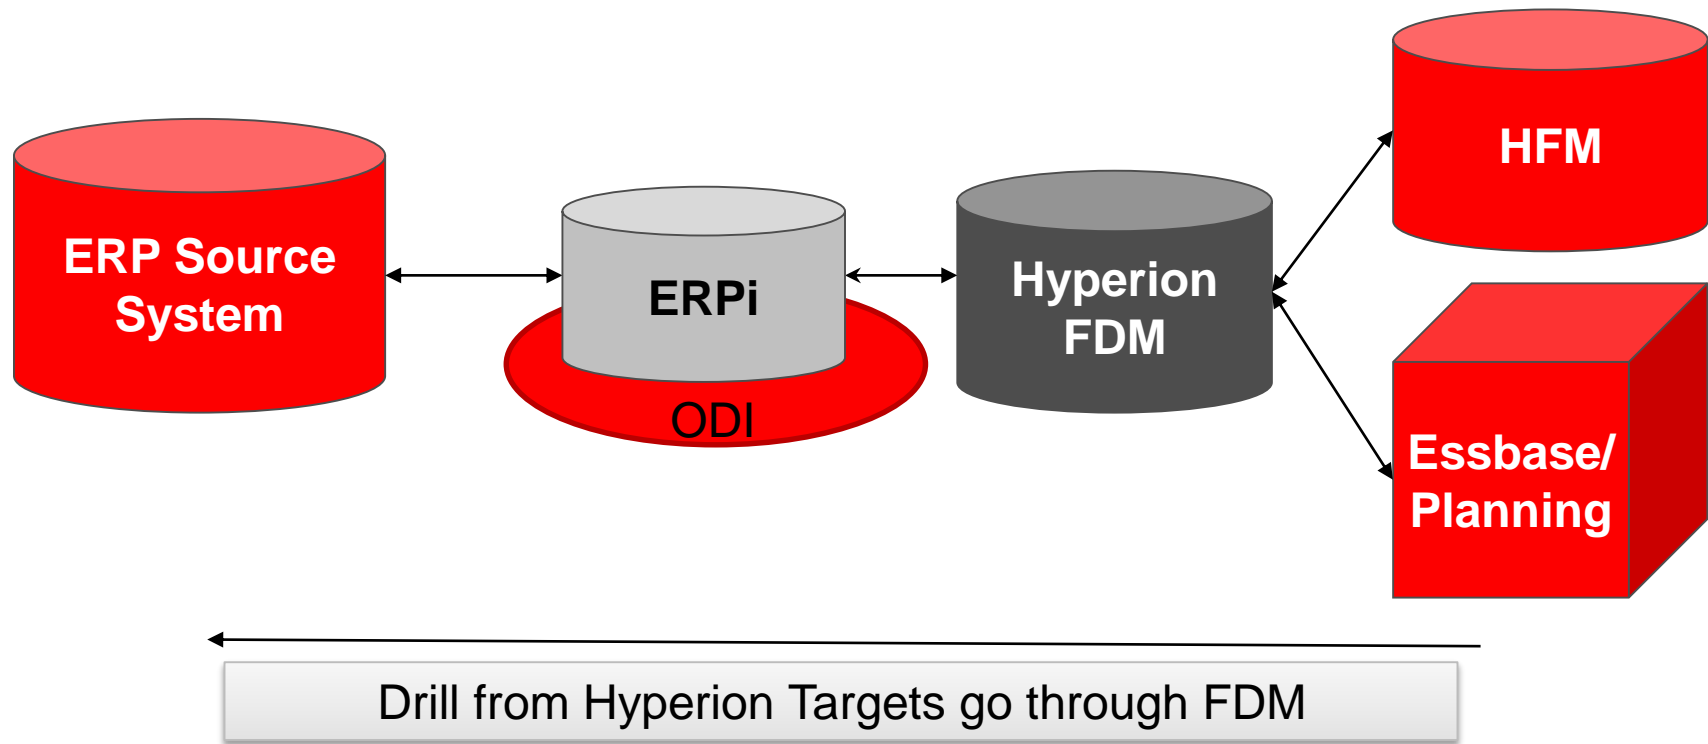 ERP Source
System
ERPi
ODI
Hyperion
FDM
HFM
Essbase/
Planning
Drill from Hyperion Targets go through FDM